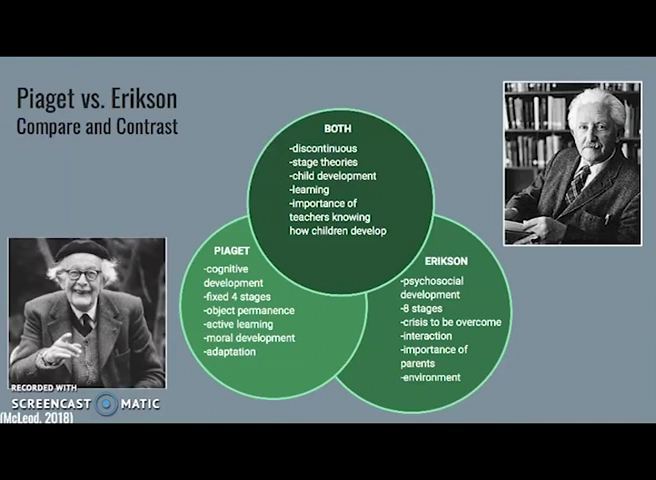 Piaget vs. Erikson
Compare and Contrast
BOTH
-discontinuous
-stage theories
-child development
-learning
-importance of
teachers knowing
how children develop
PIAGET
-cognitive
development
-fixed 4 stages
-object permanence
-active learning
-moral development
-adaptation
ERIKSON
-psychosocial
development
-8 stages
-crisis to be overcome
-interaction
-importance of
parents
-environment
RECORDED WITH
SCREENCAST MATIC
(McLeod, 2018)